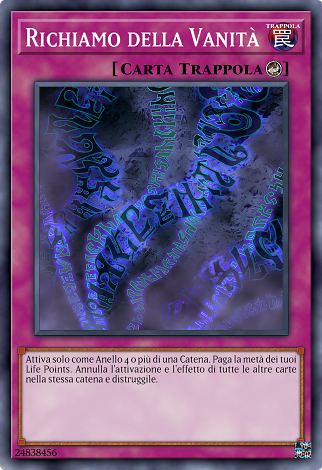 RICHIAMO DELLA VANITÀ
TRAPPOLA
罠
[CARTA TRAPPOLA]
Attiva solo come Anello 4 o più di una Catena. Paga la metà dei tuoi
Life Points. Annulla l'attivazione e l'effetto di tutte le altre carte
nella stessa catena e distruggile.
24838456